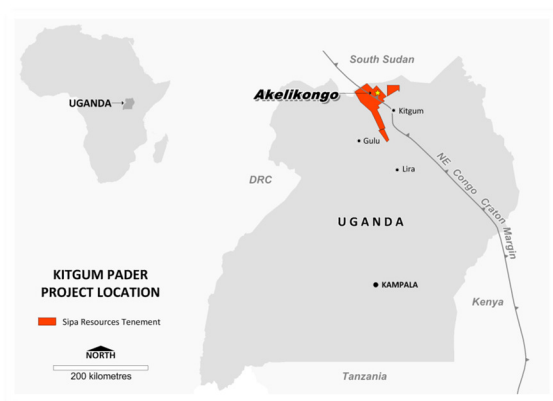 South Sudan
Akelikongo
UGANDA
Kitgum
Gulu
Lira
DRC
NE Congo Craton Margin
UGANDA
KITGUM PADER
PROJECT LOCATION
KAMPALA
Kenya
Sipa Resources Tenement
NORTH
200 kilometres
Tanzania